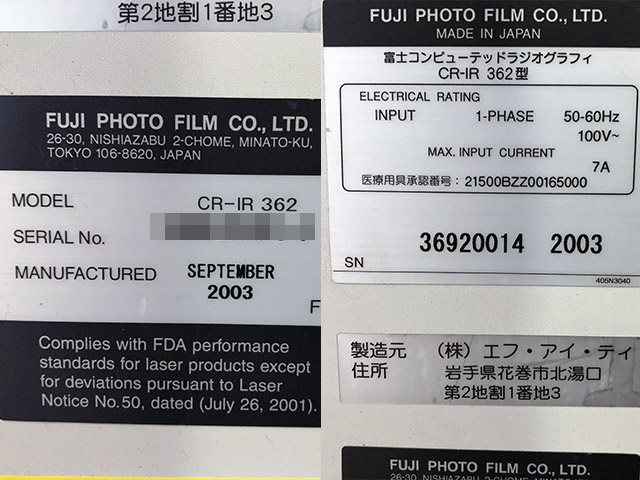 第2地割1番地3
FUJI PHOTO FILM CO., LTD.
26-30, NISHIAZABU 2-CHOME, MINATO-KU,
TOKYO 106-8620, JAPAN
MODEL CR-IR 362
SERIAL No.
MANUFACTURED SEPTEMBER
2003
F
Complies with FDA performance
standards for laser products except
for deviations pursuant to Laser
Notice No.50, dated (July 26, 2001).
FUJI PHOTO FILM CO., LTD.
MADE IN JAPAN
富士コンピューテッドラジオグラフィ
CR-IR 362型
ELECTRICAL RATING
INPUT 1-PHASE 50-60Hz
100V~
MAX. INPUT CURRENT
7A
医療用具承認番号: 21500BZZ00165000
36920014 2003
SN
405N3040
製造元 (株) エフ・アイ・ティ
住所 岩手県花巻市北湯口
第2地割1番地3
FUJI PHOTO FILM CO., LTD.
26-30, NISHIAZABU 2-CHOME, MINATO-KU,